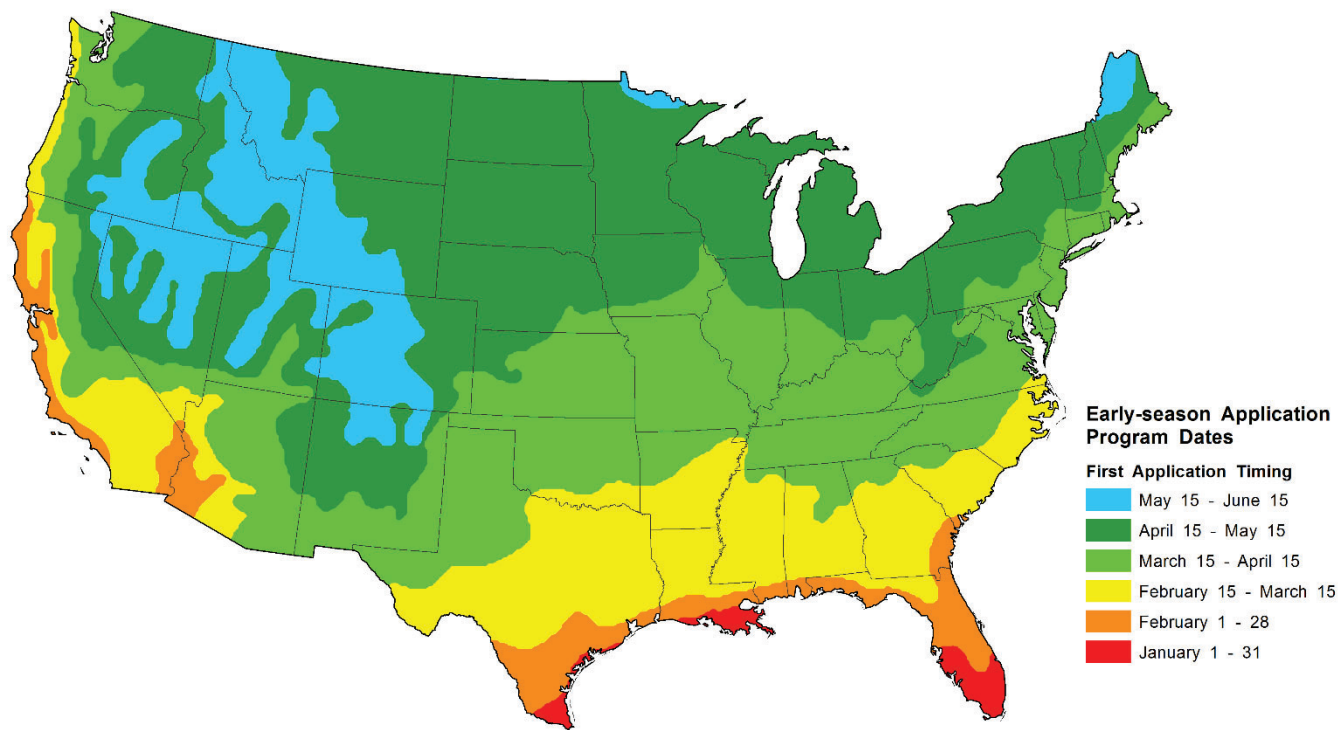 Early-season Application
Program Dates
First Application Timing
May 15 - June 15
April 15 - May 15
March 15 - April 15
February 15 - March 15
February 1 - 28
January 1 - 31